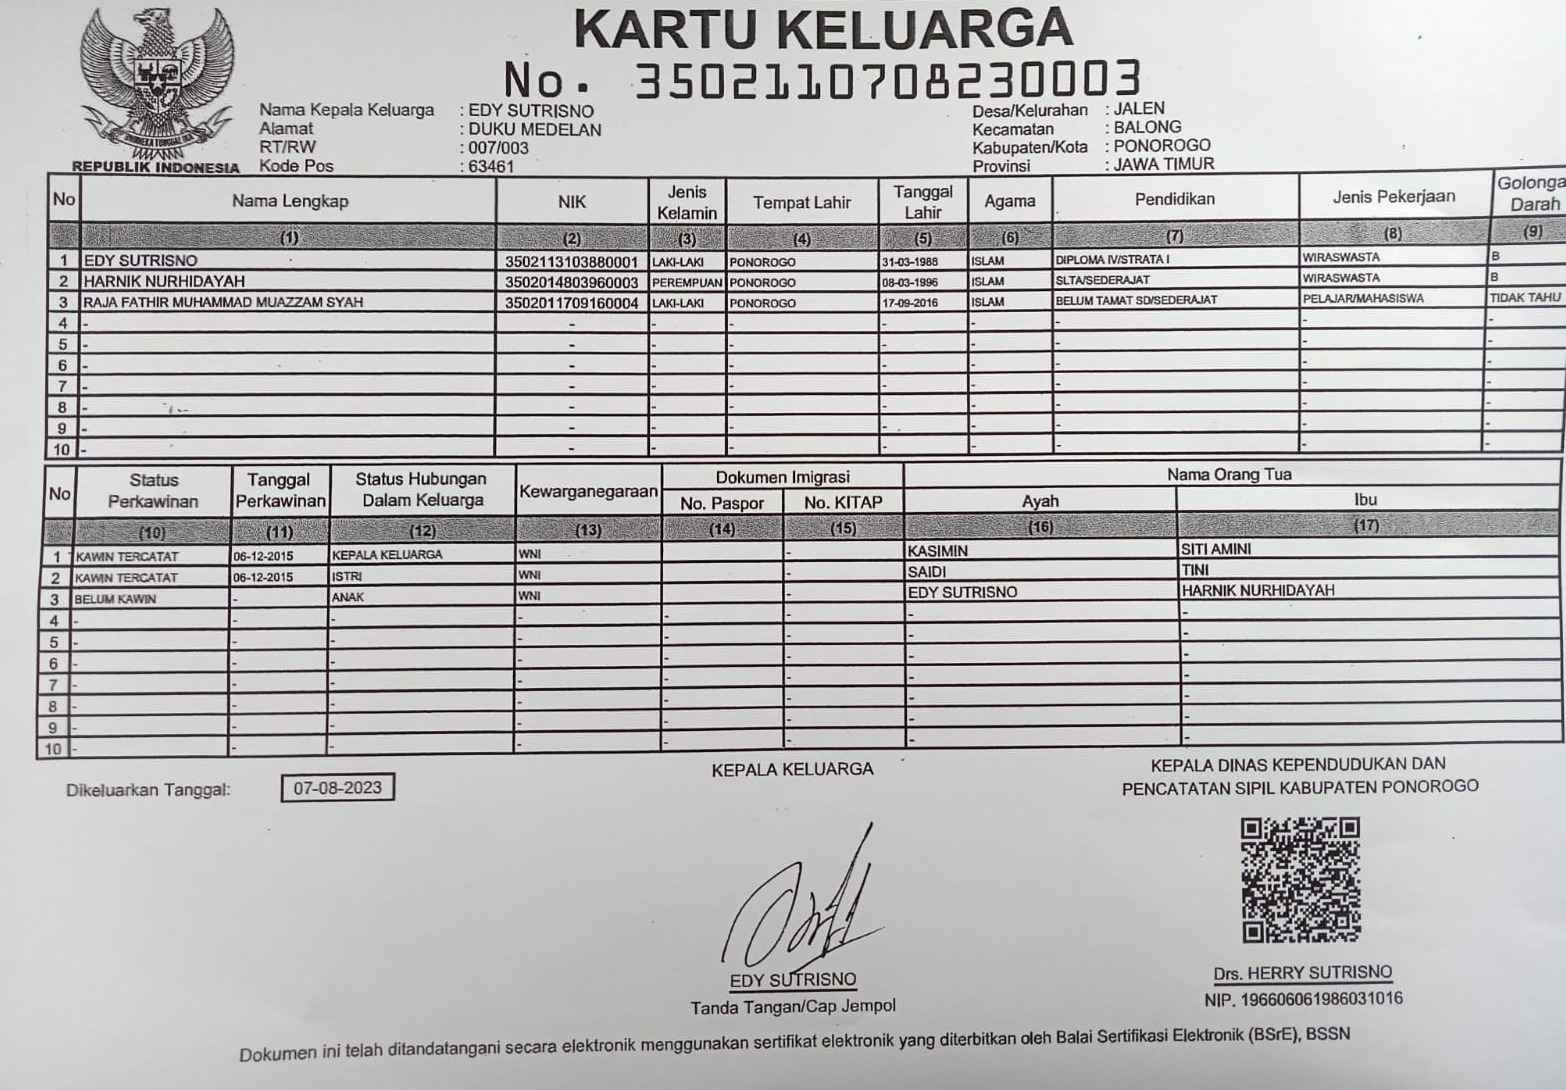 KARTU KELUARGA
No. 3502110708230003
Nama Kepala Keluarga : EDY SUTRISNO
Alamat : DUKU MEDELAN
RT/RW : 007/003
Kode Pos : 63461
Desa/Kelurahan : JALEN
Kecamatan : BALONG
Kabupaten/Kota : PONOROGO
Provinsi : JAWA TIMUR
BHINNEKA TUNGGAL IKA
REPUBLIK INDONESIA
No Nama Lengkap NIK Jenis Kelamin Tempat Lahir Tanggal Lahir Agama Pendidikan Jenis Pekerjaan Golonga Darah
(1) (2) (3) (4) (5) (6) (7) (8) (9)
1 EDY SUTRISNO 3502113103880001 LAKI-LAKI PONOROGO 31-03-1988 ISLAM DIPLOMA IV/STRATA I WIRASWASTA B
2 HARNIK NURHIDAYAH 3502014803960003 PEREMPUAN PONOROGO 08-03-1996 ISLAM SLTA/SEDERAJAT WIRASWASTA B
3 RAJA FATHIR MUHAMMAD MUAZZAM SYAH 3502011709160004 LAKI-LAKI PONOROGO 17-09-2016 ISLAM BELUM TAMAT SD/SEDERAJAT PELAJAR/MAHASISWA TIDAK TAHU
4 - - - - - - - - -
5 - - - - - - - - -
6 - - - - - - - - -
7 - - - - - - - - -
8 - - - - - - - - -
9 - - - - - - - - -
10 - - - - - - - - -
No Status Perkawinan Tanggal Perkawinan Status Hubungan Dalam Keluarga Kewarganegaraan Dokumen Imigrasi Nama Orang Tua
No. Paspor No. KITAP Ayah Ibu
(10) (11) (12) (13) (14) (15) (16) (17)
1 KAWIN TERCATAT 06-12-2015 KEPALA KELUARGA WNI - KASIMIN SITI AMINI
2 KAWIN TERCATAT 06-12-2015 ISTRI WNI - SAIDI TINI
3 BELUM KAWIN - ANAK WNI - EDY SUTRISNO HARNIK NURHIDAYAH
4 - - - - - - - -
5 - - - - - - - -
6 - - - - - - - -
7 - - - - - - - -
8 - - - - - - - -
9 - - - - - - - -
10 - - - - - - - -
Dikeluarkan Tanggal: 07-08-2023
KEPALA KELUARGA
EDY SUTRISNO
Tanda Tangan/Cap Jempol
KEPALA DINAS KEPENDUDUKAN DAN
PENCATATAN SIPIL KABUPATEN PONOROGO
Drs. HERRY SUTRISNO
NIP. 196606061986031016
Dokumen ini telah ditandatangani secara elektronik menggunakan sertifikat elektronik yang diterbitkan oleh Balai Sertifikasi Elektronik (BSrE), BSSN